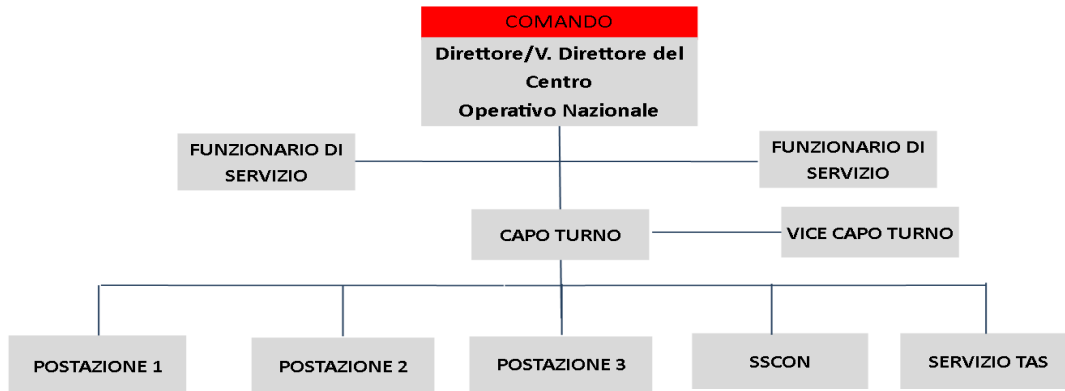 COMANDO
Direttore/V. Direttore del
Centro
Operativo Nazionale
FUNZIONARIO DI
SERVIZIO
FUNZIONARIO DI
SERVIZIO
CAPO TURNO
VICE CAPO TURNO
POSTAZIONE 1
POSTAZIONE 2
POSTAZIONE 3
SSCON
SERVIZIO TAS